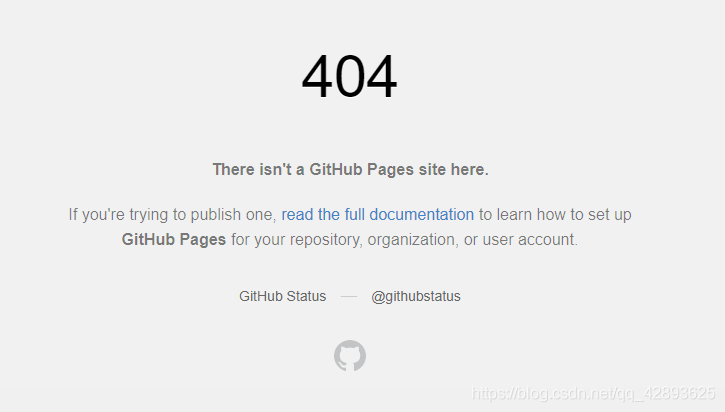 404
There isn't a GitHub Pages site here.
If you're trying to publish one, read the full documentation to learn how to set up
GitHub Pages for your repository, organization, or user account.
GitHub Status — @githubstatus
https://blog.csdn.net/qq_42893625